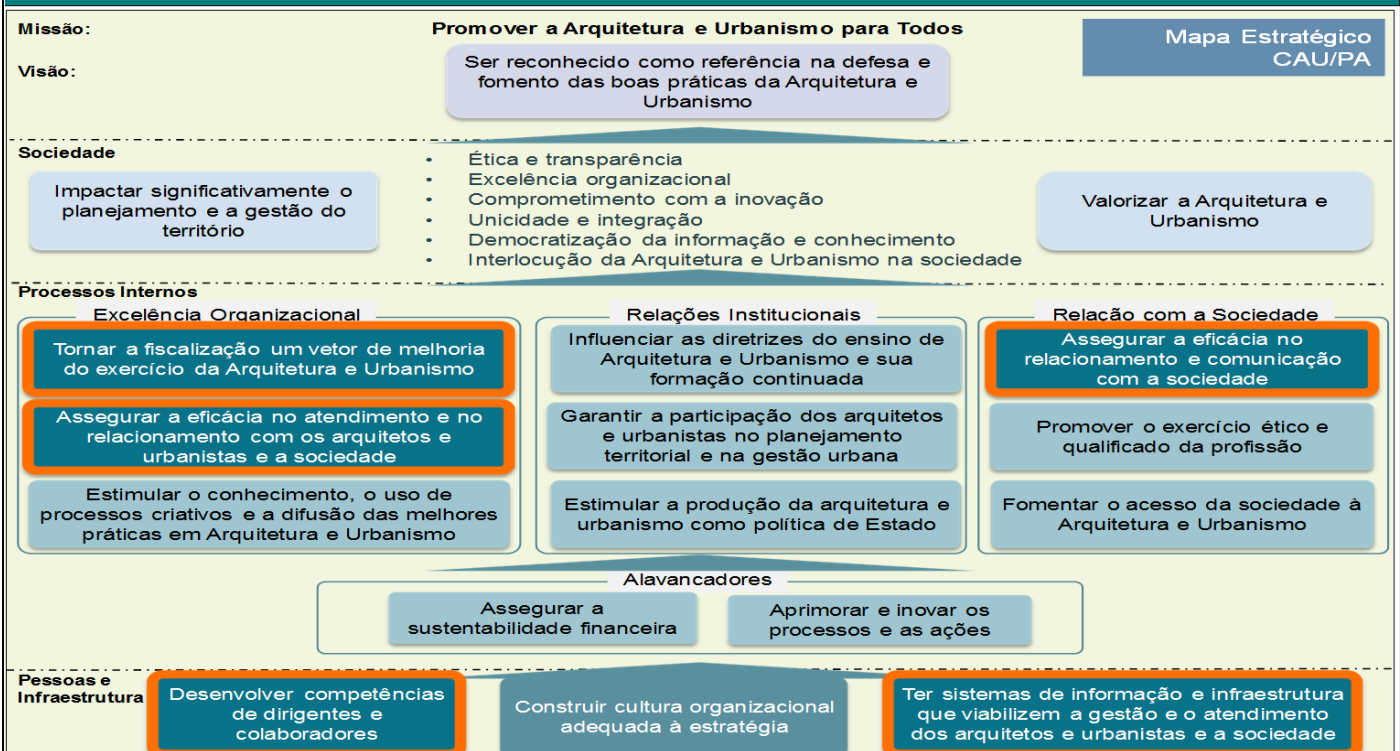 Missão:
Promover a Arquitetura e Urbanismo para Todos
Mapa Estratégico
CAU/PA
Visão:
Ser reconhecido como referência na defesa e
fomento das boas práticas da Arquitetura e
Urbanismo
Sociedade
Impactar significativamente o
planejamento e a gestão do
território
• Ética e transparência
• Excelência organizacional
• Comprometimento com a inovação
• Unicidade e integração
• Democratização da informação e conhecimento
• Interlocução da Arquitetura e Urbanismo na sociedade
Valorizar a Arquitetura e
Urbanismo
Processos Internos
Excelência Organizacional
Tornar a fiscalização um vetor de melhoria
do exercício da Arquitetura e Urbanismo
Assegurar a eficácia no atendimento e no
relacionamento com os arquitetos e
urbanistas e a sociedade
Estimular o conhecimento, o uso de
processos criativos e a difusão das melhores
práticas em Arquitetura e Urbanismo
Relações Institucionais
Influenciar as diretrizes do ensino de
Arquitetura e Urbanismo e sua
formação continuada
Garantir a participação dos arquitetos
e urbanistas no planejamento
territorial e na gestão urbana
Estimular a produção da arquitetura e
urbanismo como política de Estado
Relação com a Sociedade
Assegurar a eficácia no
relacionamento e comunicação
com a sociedade
Promover o exercício ético e
qualificado da profissão
Fomentar o acesso da sociedade à
Arquitetura e Urbanismo
Alavancadores
Assegurar a
sustentabilidade financeira
Aprimorar e inovar os
processos e as ações
Pessoas e
Infraestrutura
Desenvolver competências
de dirigentes e
colaboradores
Construir cultura organizacional
adequada à estratégia
Ter sistemas de informação e infraestrutura
que viabilizem a gestão e o atendimento
dos arquitetos e urbanistas e a sociedade